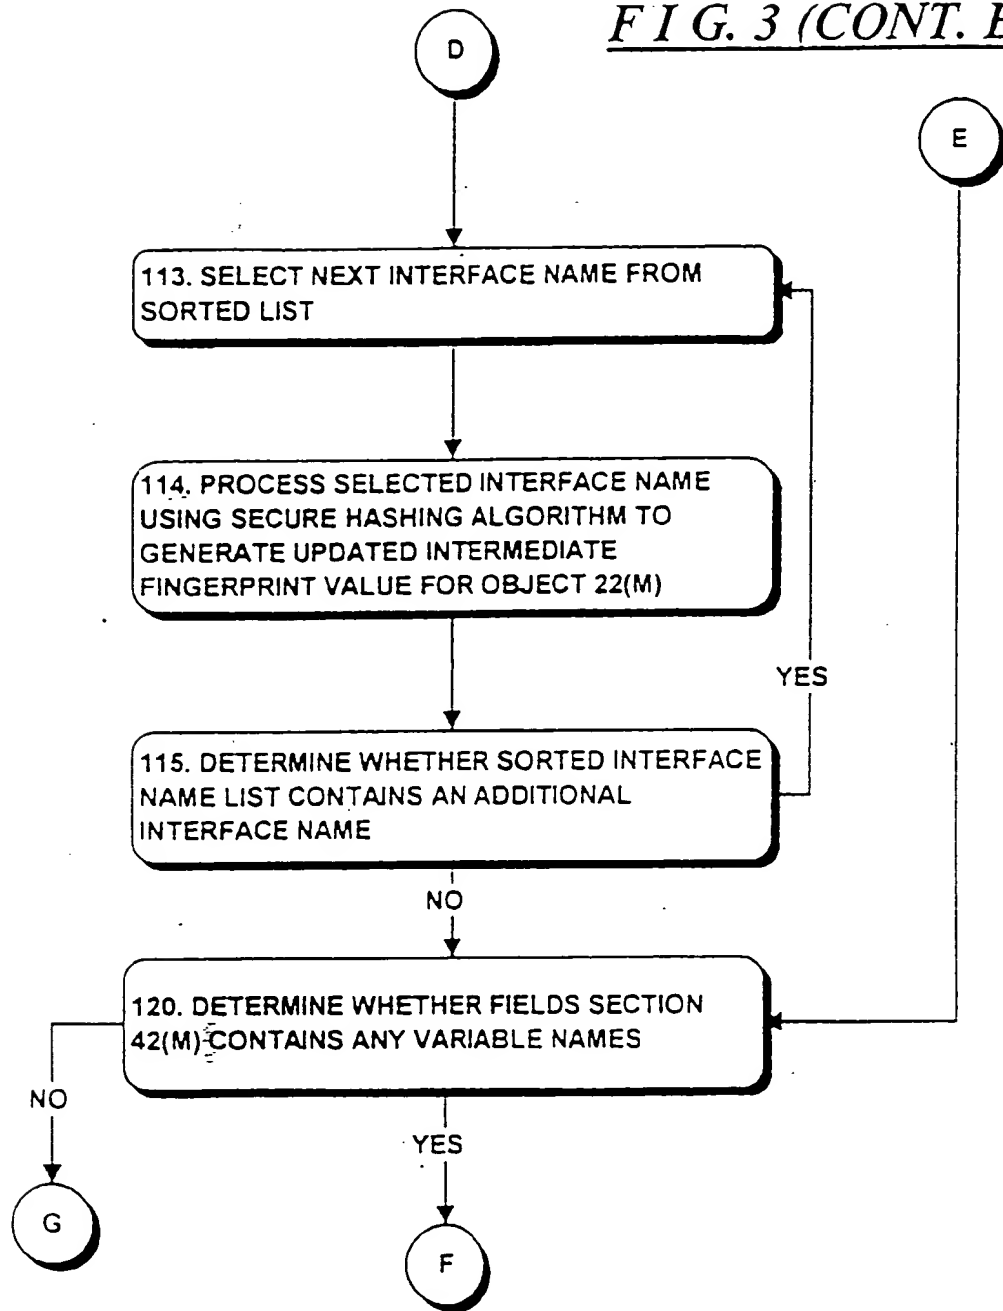 FIG. 3 (CONT. B
D
E
113. SELECT NEXT INTERFACE NAME FROM
SORTED LIST
114. PROCESS SELECTED INTERFACE NAME
USING SECURE HASHING ALGORITHM TO
GENERATE UPDATED INTERMEDIATE
FINGERPRINT VALUE FOR OBJECT 22(M)
YES
115. DETERMINE WHETHER SORTED INTERFACE
NAME LIST CONTAINS AN ADDITIONAL
INTERFACE NAME
NO
120. DETERMINE WHETHER FIELDS SECTION
42(M) CONTAINS ANY VARIABLE NAMES
NO
YES
G
F